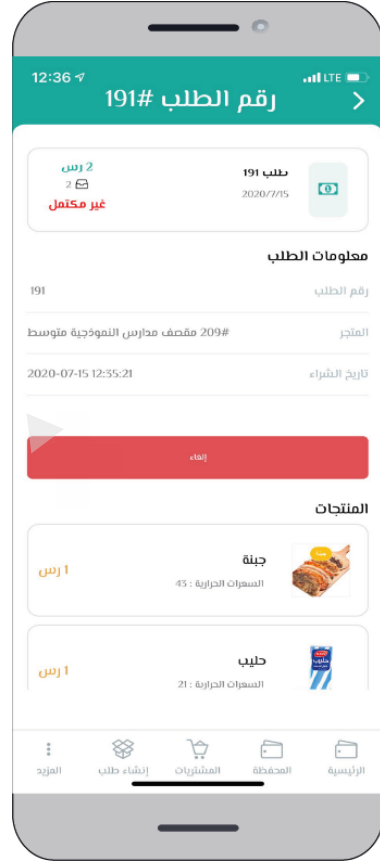 12:36
LTE
رقم الطلب #191
طلب 191
2020/7/15
2 رس
2
غير مكتمل
معلومات الطلب
رقم الطلب 191
المتجر #209 مقصف مدارس النموذجية متوسط
تاريخ الشراء 2020-07-15 12:35:21
إلغاء
المنتجات
جبنة
السعرات الحرارية : 43
1 رس
حليب
السعرات الحرارية : 21
1 رس
الرئيسية
المحفظة
المشتريات
إنشاء طلب
المزيد